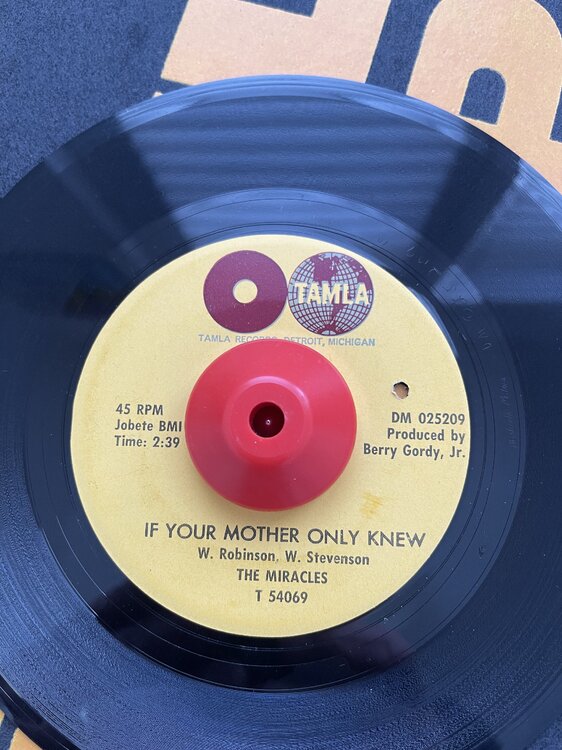 TAMLA
TAMLA RECORDS, DETROIT, MICHIGAN
45 RPM
Jobete BMI
Time: 2:39
DM 025209
Produced by
Berry Gordy, Jr.
IF YOUR MOTHER ONLY KNEW
W. Robinson, W. Stevenson
THE MIRACLES
T 54069